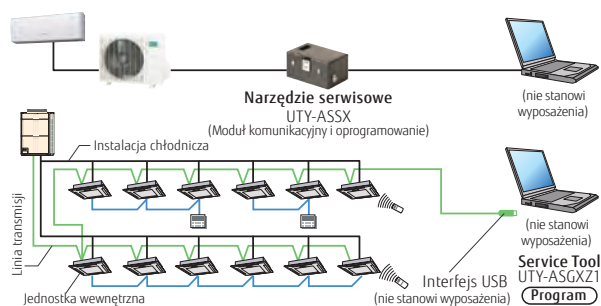 Narzędzie serwisowe
UTY-ASSX
(Moduł komunikacyjny i oprogramowanie)
(nie stanowi
wyposażenia)
Instalacja chłodnicza
Linia transmisji
Jednostka wewnętrzna
Interfejs USB
(nie stanowi wyposażenia)
(nie stanowi
wyposażenia)
Service Tool
UTY-ASGXZ1
Program